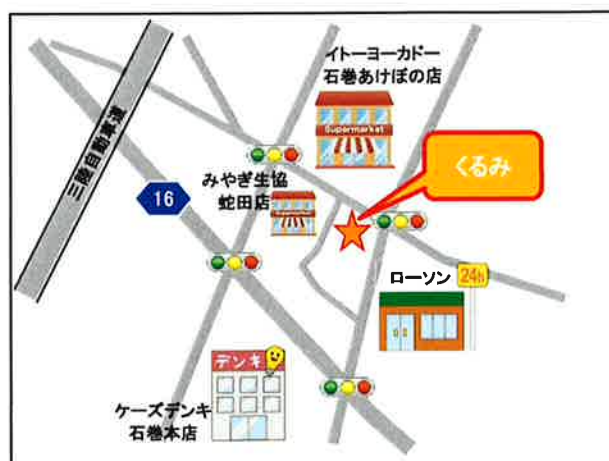 イトーヨーカドー
石巻あけぼの店
Supermarket
くるみ
三陸自動車道
16
みやぎ生協
蛇田店
Supermarket
ローソン
24h
デンキ
ケーズデンキ
石巻本店